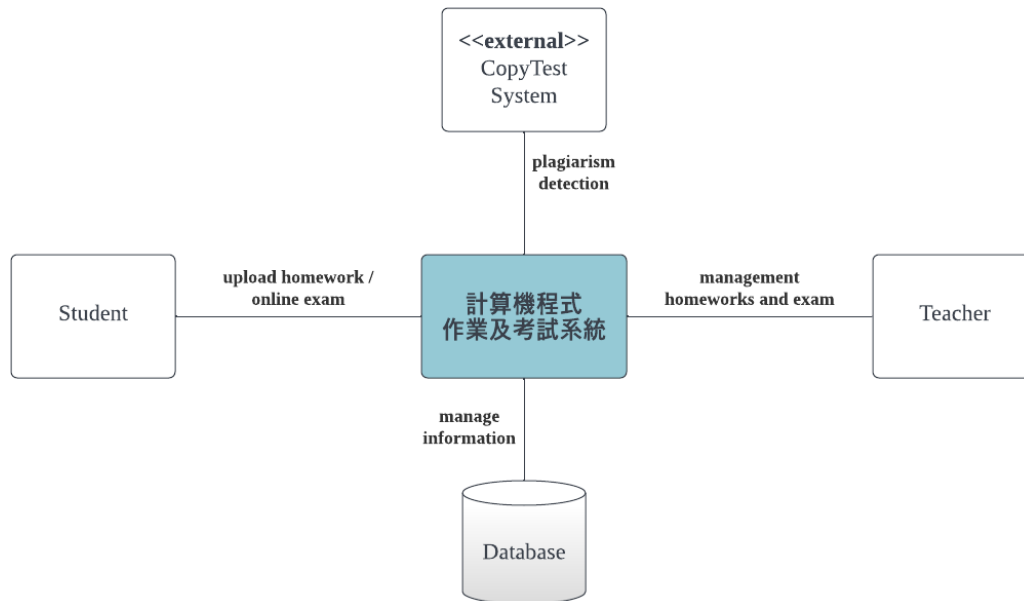 <<external>>
CopyTest
System
plagiarism
detection
Student
upload homework /
online exam
計算機程式
作業及考試系統
management
homeworks and exam
Teacher
manage
information
Database